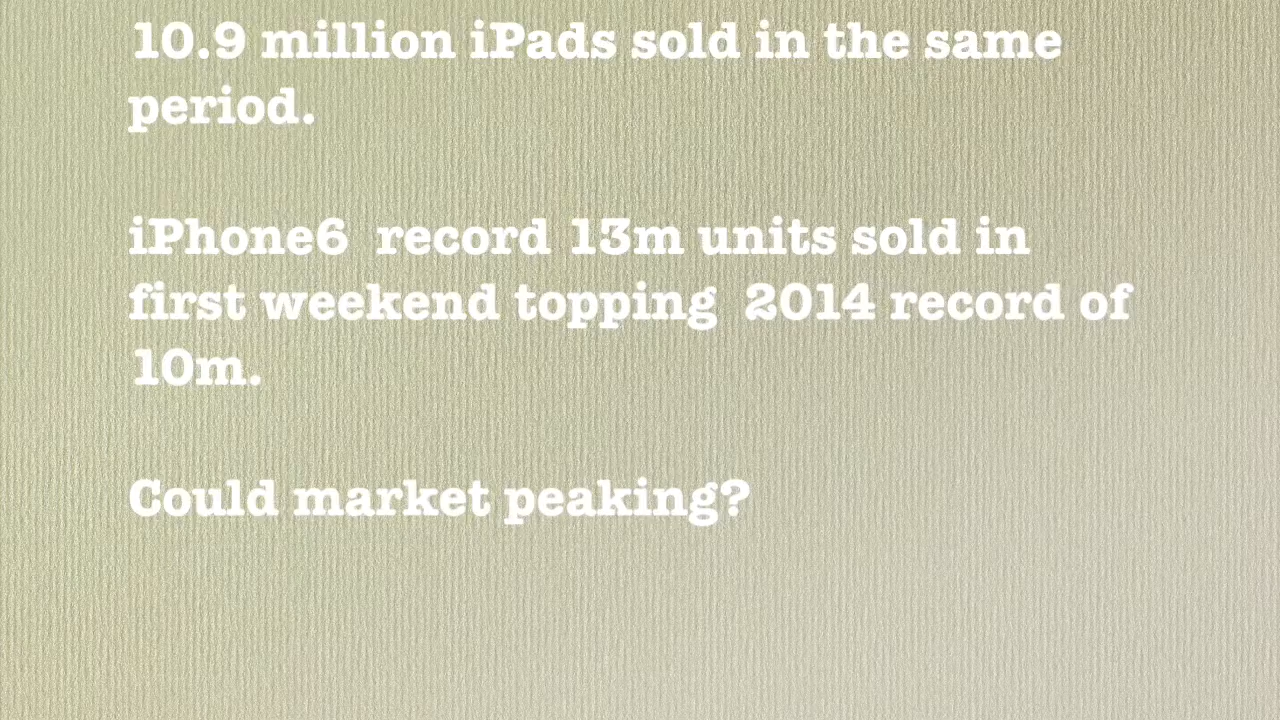 10.9 million iPads sold in the same
period.
iPhone6 record 13m units sold in
first weekend topping 2014 record of
10m.
Could market peaking?